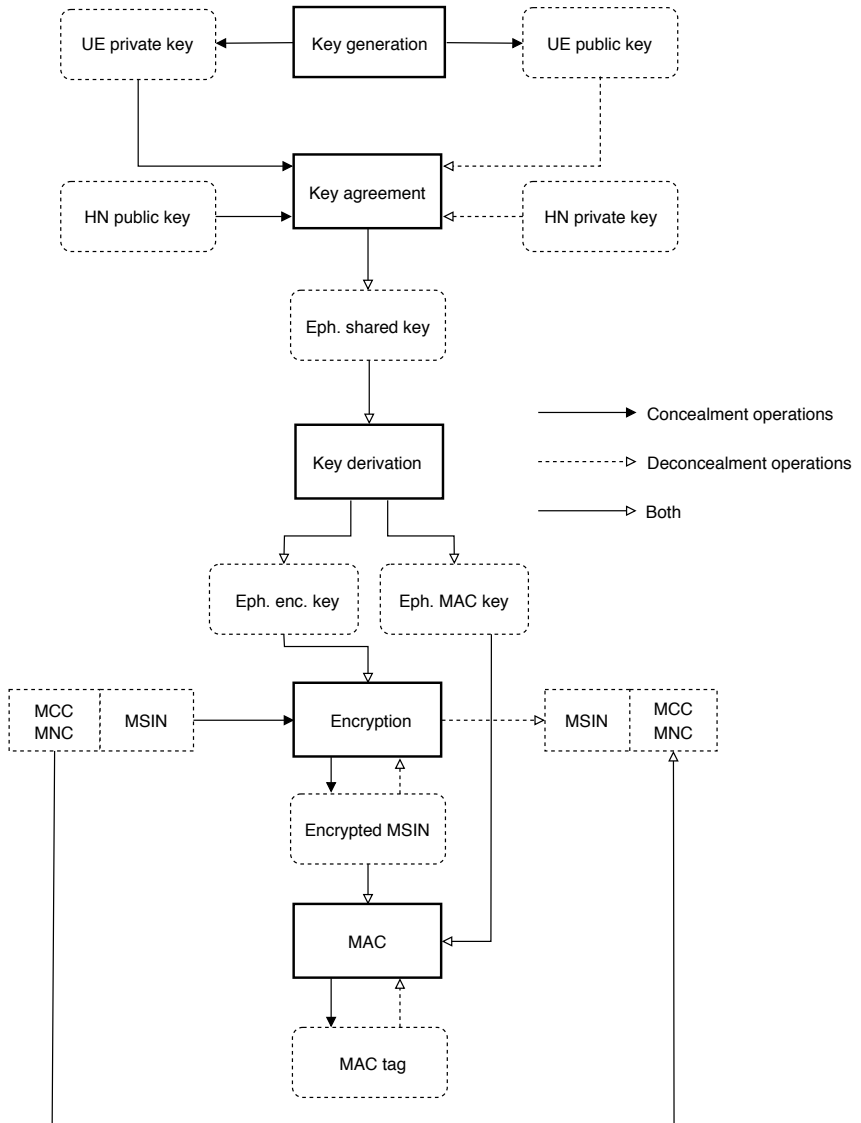 UE private key
Key generation
UE public key
Key agreement
HN public key
HN private key
Eph. shared key
Concealment operations
Key derivation
Deconcealment operations
Both
Eph. enc. key
Eph. MAC key
MCC
MNC
MSIN
Encryption
MSIN
MCC
MNC
Encrypted MSIN
MAC
MAC tag